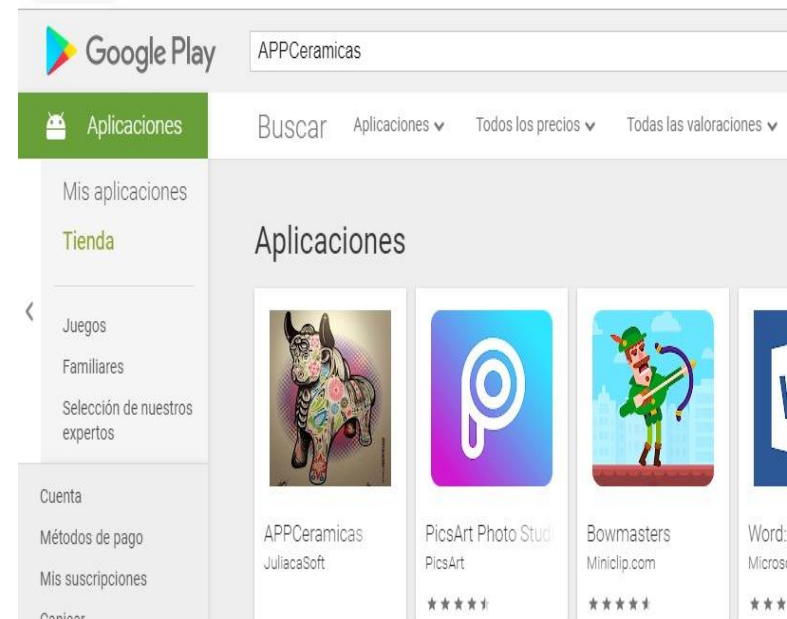 Google Play
APPCeramicas
Aplicaciones
Buscar
Aplicaciones
Todos los precios
Todas las valoraciones
Mis aplicaciones
Tienda
Juegos
Familiares
Selección de nuestros
expertos
Cuenta
Métodos de pago
Mis suscripciones
Aplicaciones
APPCeramicas
JuliacaSoft
PicsArt Photo Stud
PicsArt
Bowmasters
Miniclip.com
Word:
Micros